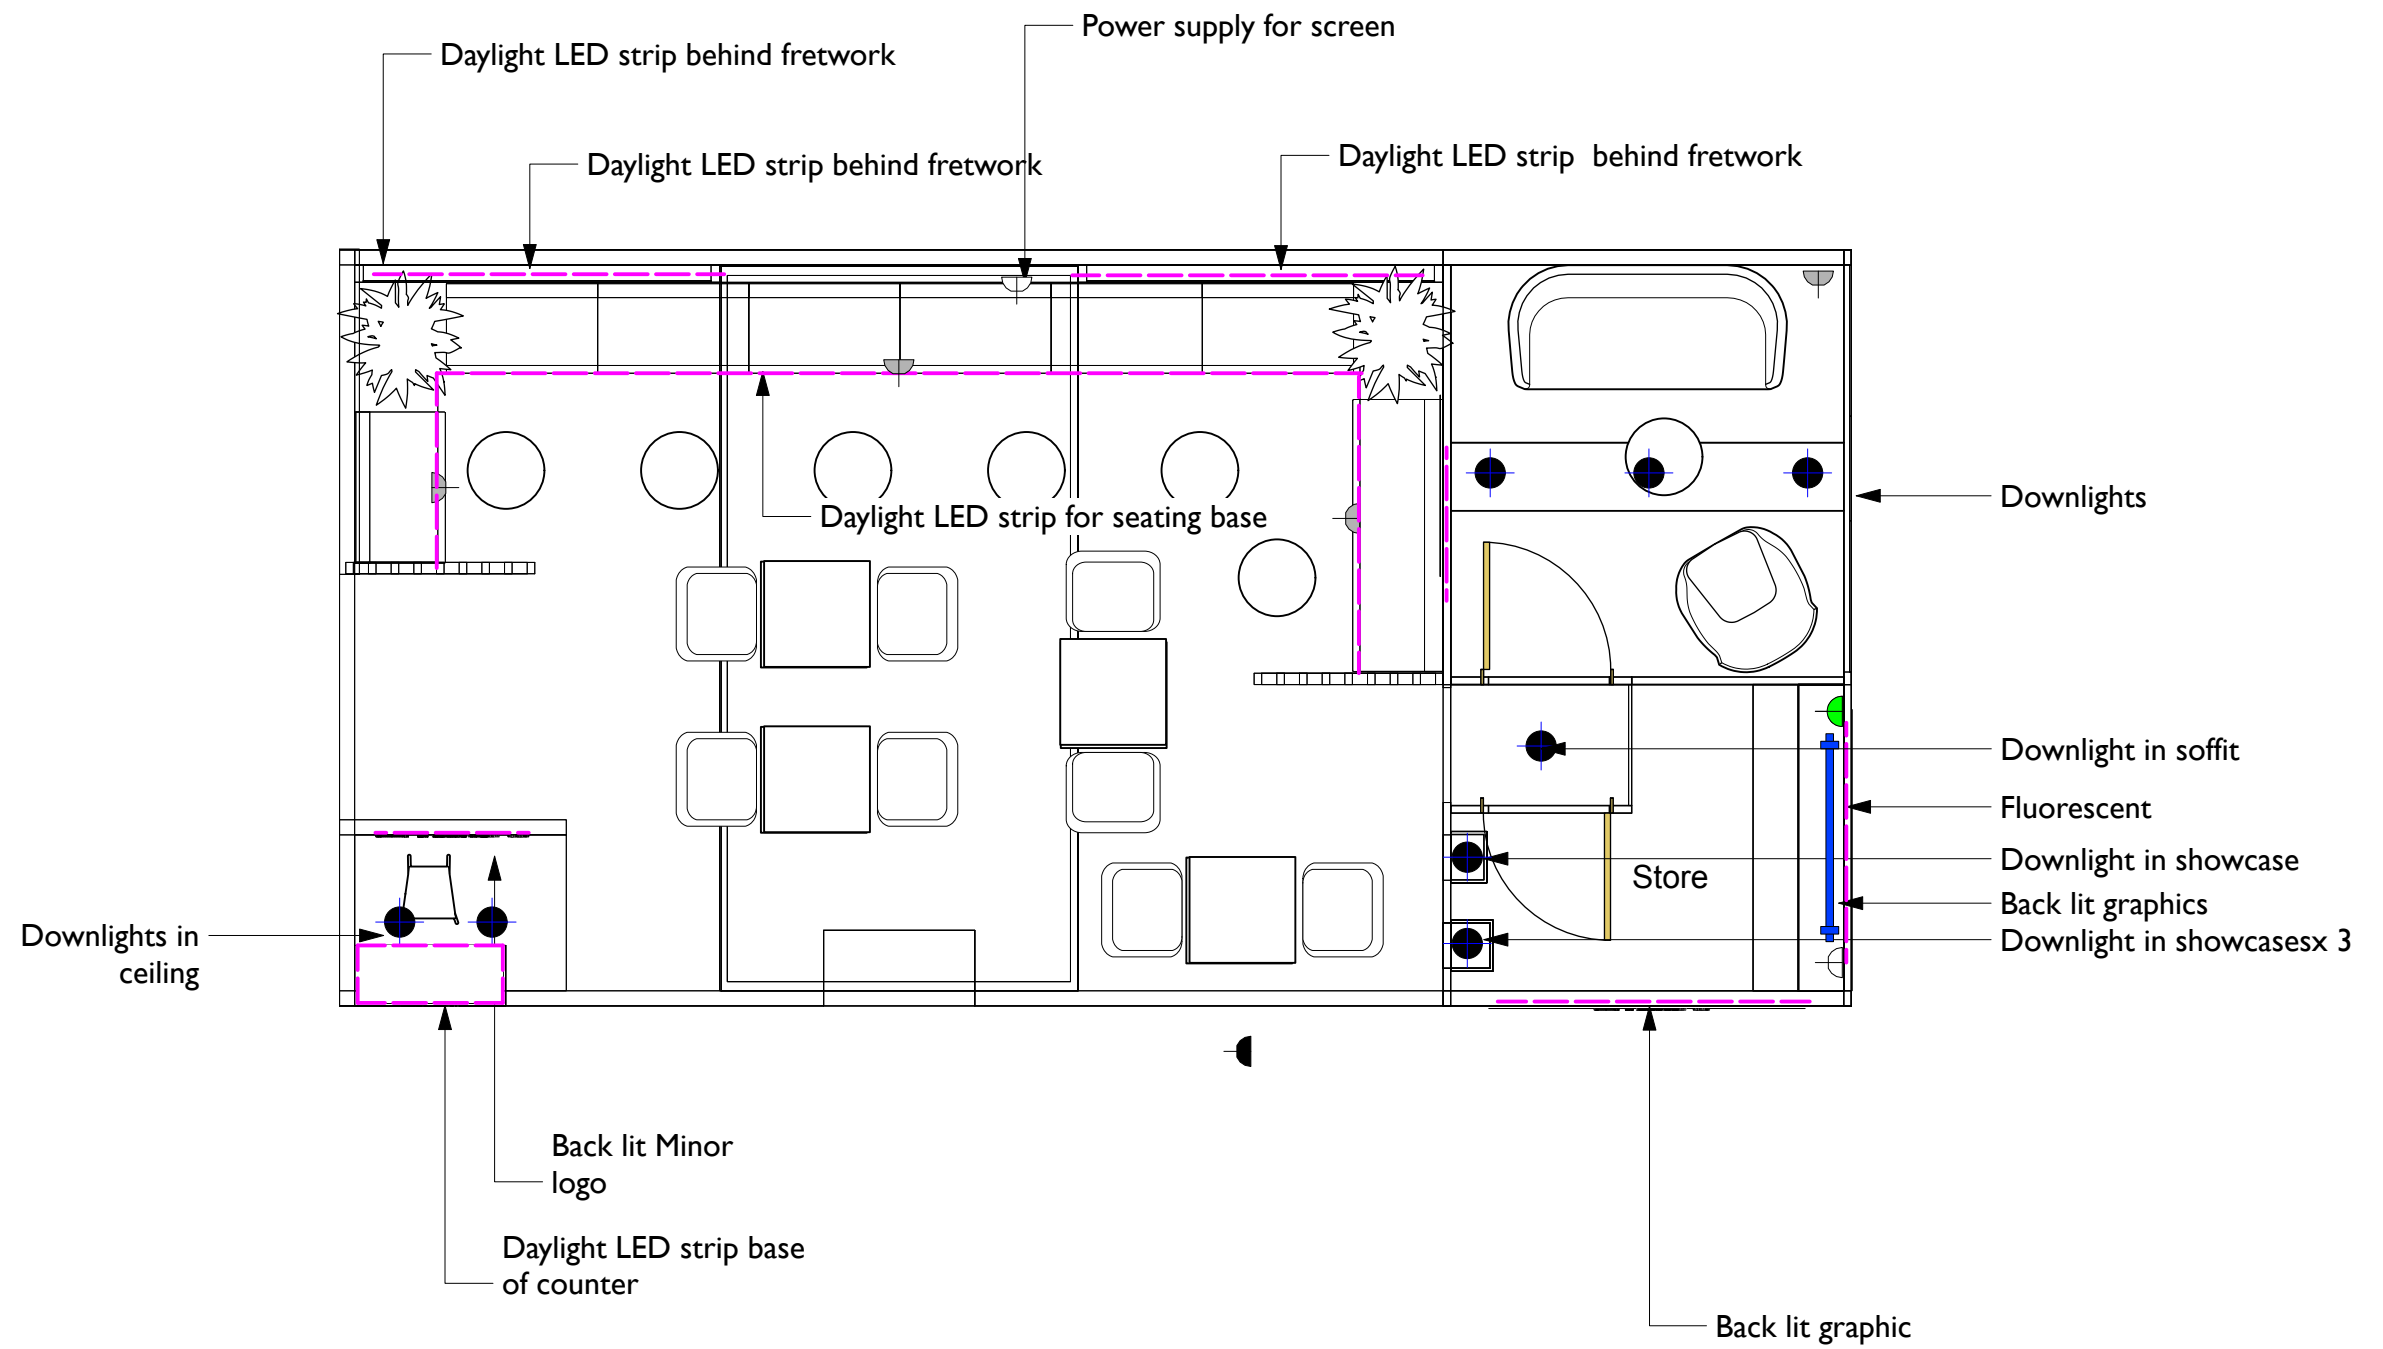 Power supply for screen
Daylight LED strip behind fretwork
Daylight LED strip behind fretwork
Daylight LED strip  behind fretwork
Downlights
Daylight LED strip for seating base
Downlight in soffit
Fluorescent
Downlight in showcase
Store
Back lit graphics
Downlight in showcasesx 3
Downlights in
ceiling
Back lit Minor
logo
Daylight LED strip base
of counter
Back lit graphic